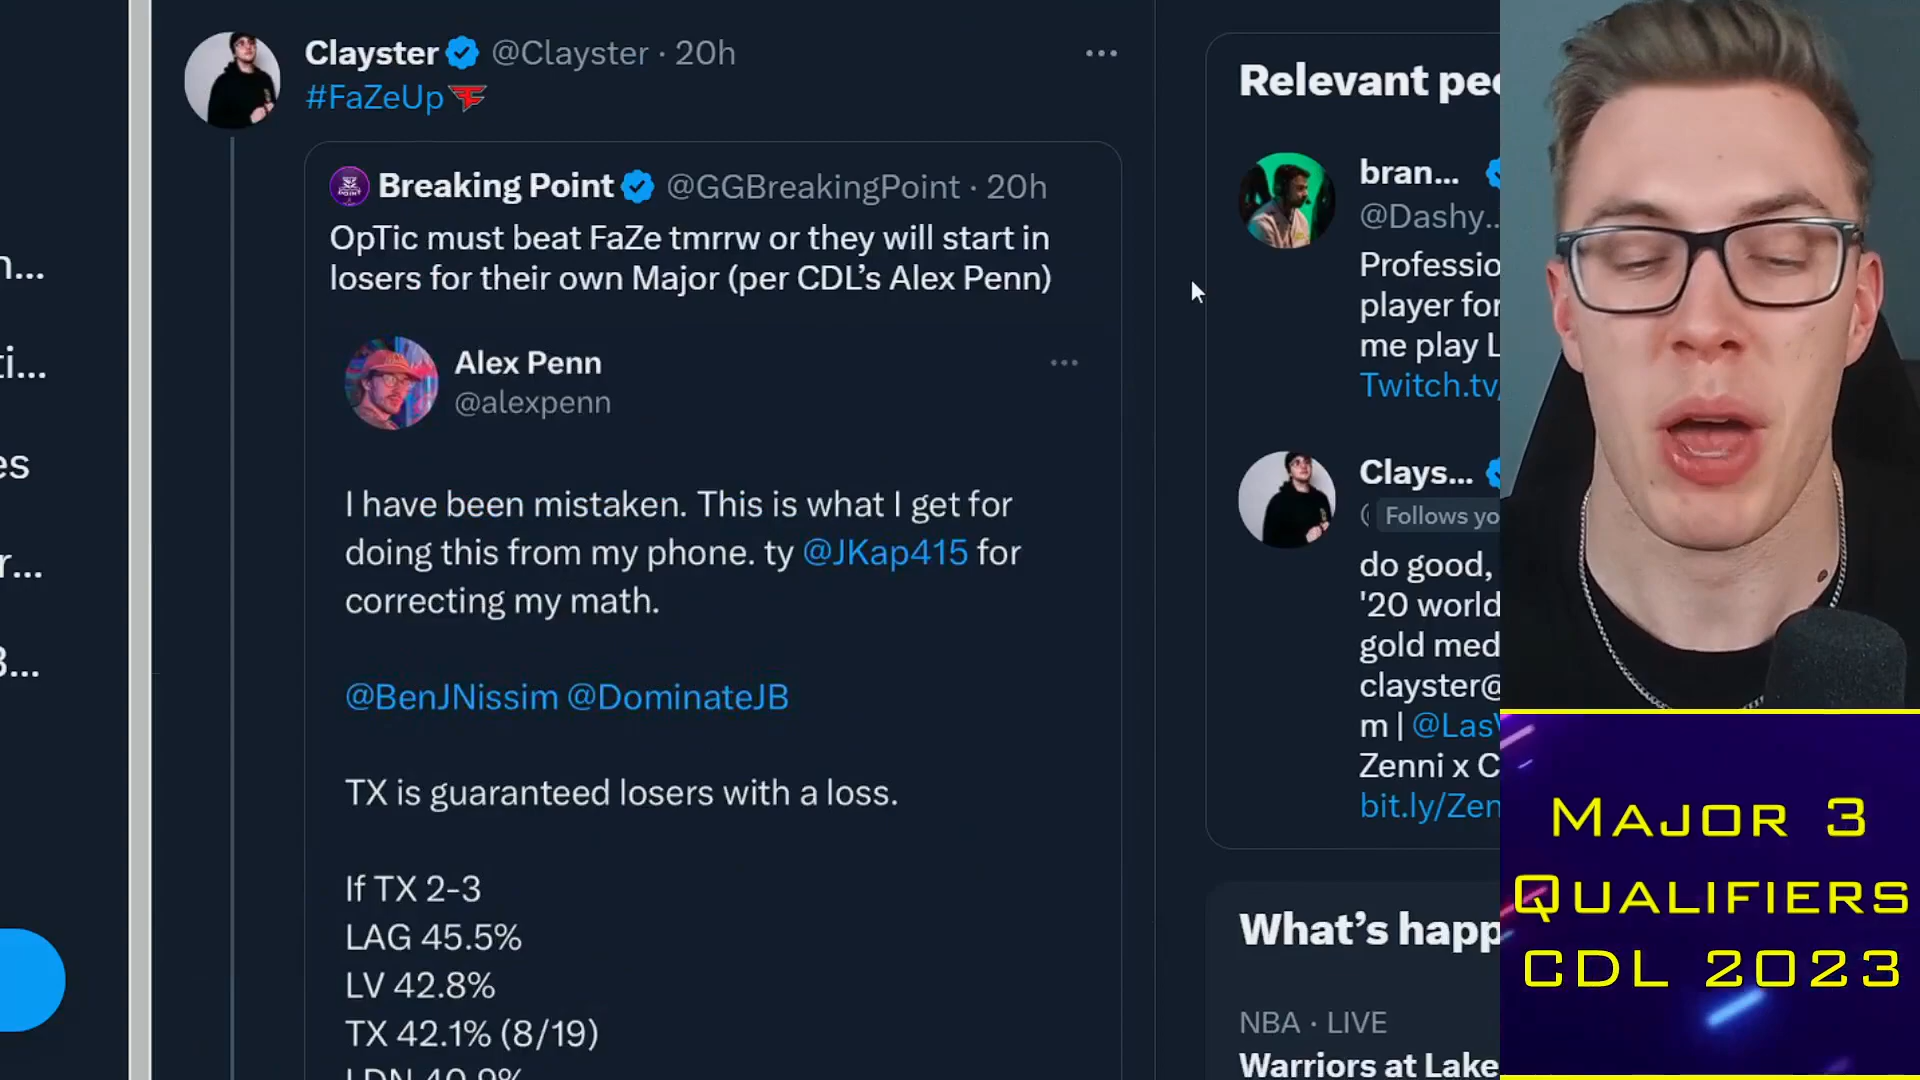 Clayster @Clayster · 20h
#FaZeUp
Breaking Point @GGBreakingPoint · 20h
OpTic must beat FaZe tmrrw or they will start in
losers for their own Major (per CDL's Alex Penn)
Alex Penn
@alexpenn
I have been mistaken. This is what I get for
doing this from my phone. ty @JKap415 for
correcting my math.
@BenJNissim @DominateJB
TX is guaranteed losers with a loss.
If TX 2-3
LAG 45.5%
LV 42.8%
TX 42.1% (8/19)
LDN 40.9%
Relevant peo
bran...
@Dashy...
Professio
player for
me play L
Twitch.tv/
Clays...
Follows yo
do good,
'20 world
gold med
clayster@
m | @LasV
Zenni x C
bit.ly/Zen
What's happ
NBA · LIVE
Warriors at Lake
MAJOR 3
QUALIFIERS
CDL 2023